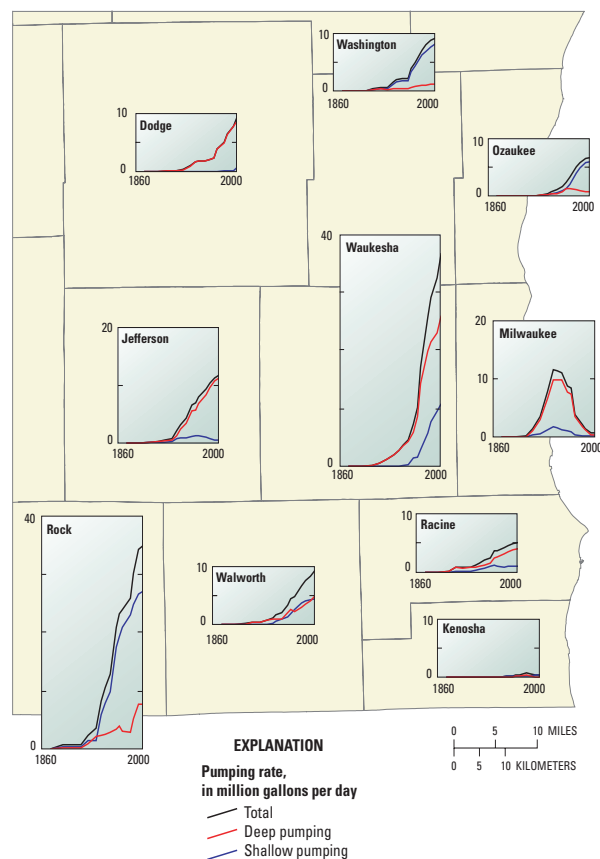 10
Washington
0
1860
2000
10
Dodge
0
1860
2000
10
Ozaukee
0
1860
2000
40
Waukesha
0
1860
2000
20
Jefferson
10
0
1860
2000
20
Milwaukee
10
0
1860
2000
40
Rock
0
1860
2000
10
Walworth
0
1860
2000
10
Racine
0
1860
2000
10
Kenosha
0
1860
2000
0 5 10 MILES
0 5 10 KILOMETERS
EXPLANATION
Pumping rate,
in million gallons per day
Total
Deep pumping
Shallow pumping